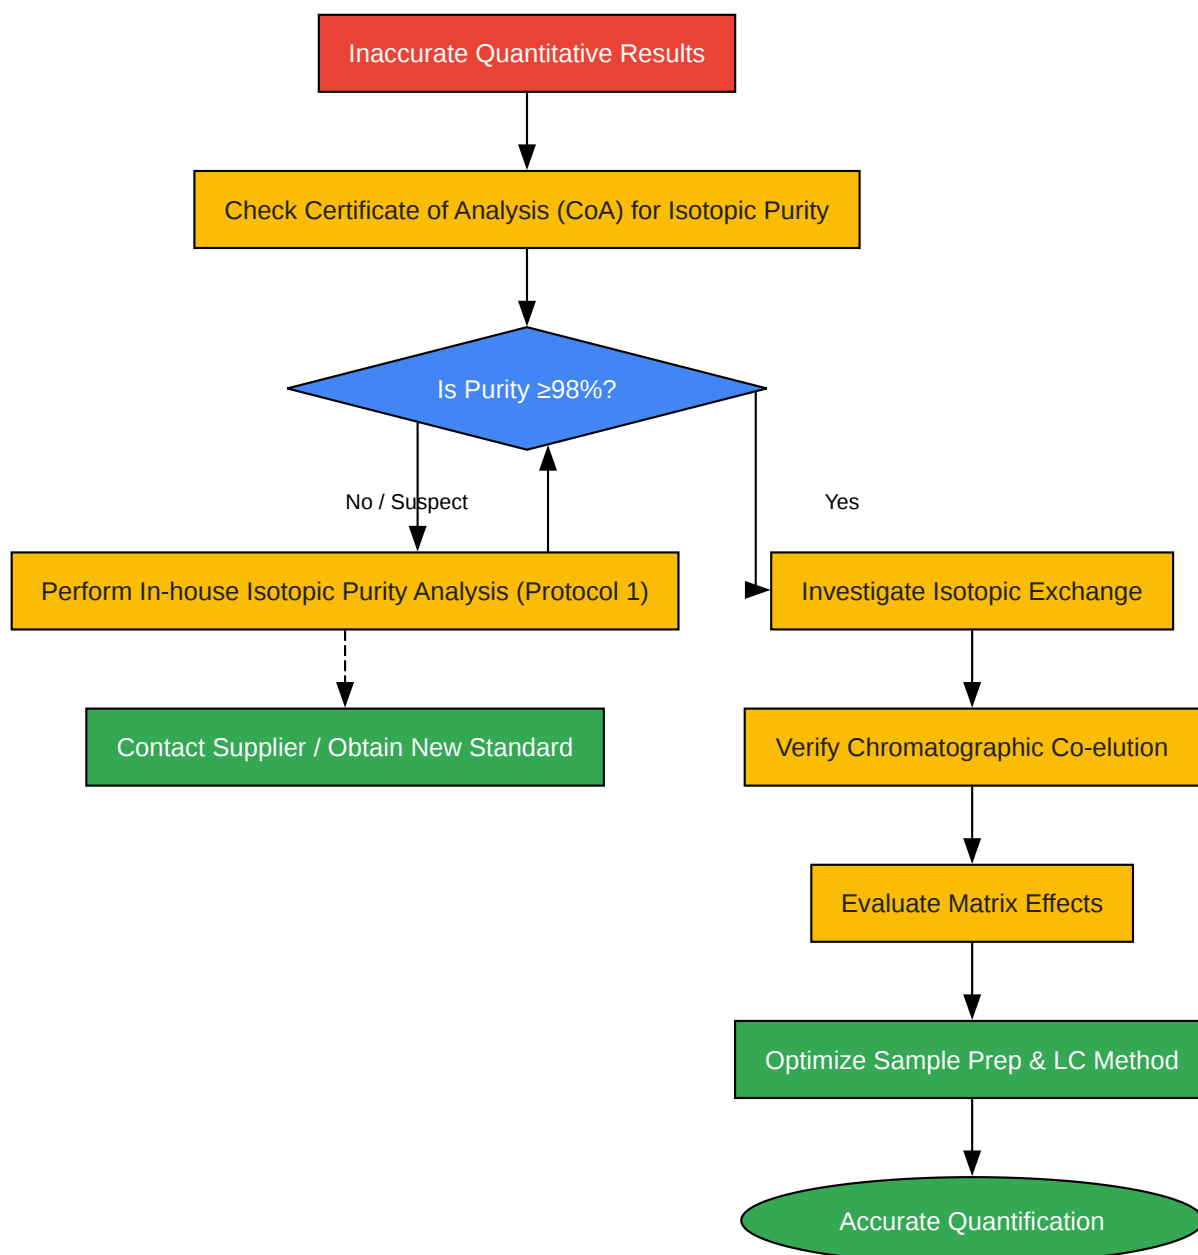 Inaccurate Quantitative Results
Check Certificate of Analysis (CoA) for Isotopic Purity
Is Purity ≥98%?
No / Suspect
Yes
Perform In-house Isotopic Purity Analysis (Protocol 1)
Investigate Isotopic Exchange
Contact Supplier / Obtain New Standard
Verify Chromatographic Co-elution
Evaluate Matrix Effects
Optimize Sample Prep & LC Method
Accurate Quantification